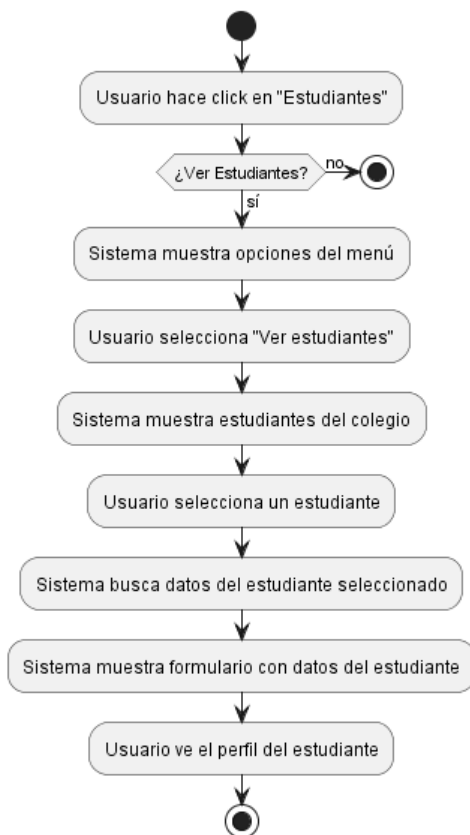 Usuario hace click en "Estudiantes"
¿Ver Estudiantes?
no
sí
Sistema muestra opciones del menú
Usuario selecciona "Ver estudiantes"
Sistema muestra estudiantes del colegio
Usuario selecciona un estudiante
Sistema busca datos del estudiante seleccionado
Sistema muestra formulario con datos del estudiante
Usuario ve el perfil del estudiante